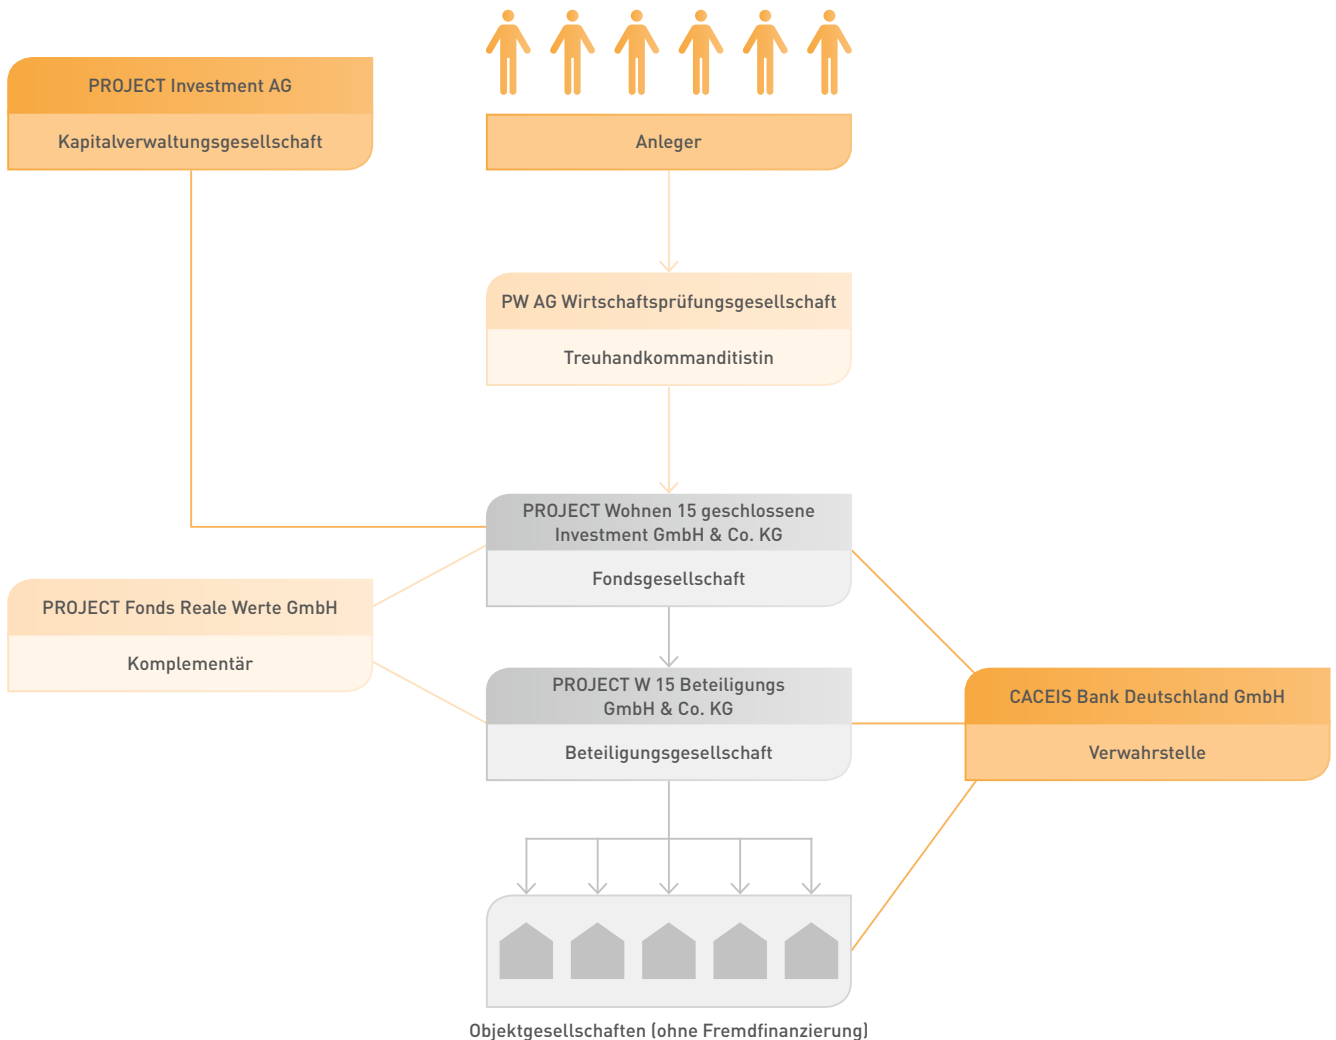 PROJECT Investment AG
Kapitalverwaltungsgesellschaft
Anleger
PW AG Wirtschaftsprüfungsgesellschaft
Treuhandkommanditistin
PROJECT Wohnen 15 geschlossene
Investment GmbH & Co. KG
Fondsgesellschaft
PROJECT Fonds Reale Werte GmbH
Komplementär
PROJECT W 15 Beteiligungs
GmbH & Co. KG
Beteiligungsgesellschaft
CACEIS Bank Deutschland GmbH
Verwahrstelle
Objektgesellschaften (ohne Fremdfinanzierung)